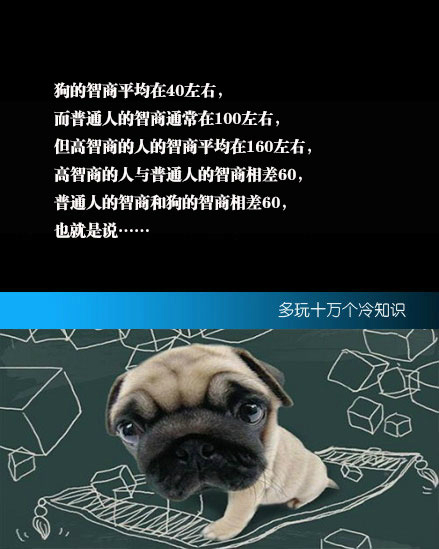 狗的智商平均在40左右，
而普通人的智商通常在100左右，
但高智商的人的智商平均在160左右，
高智商的人与普通人的智商相差60，
普通人的智商和狗的智商相差60，
也就是说……
多玩十万个冷知识